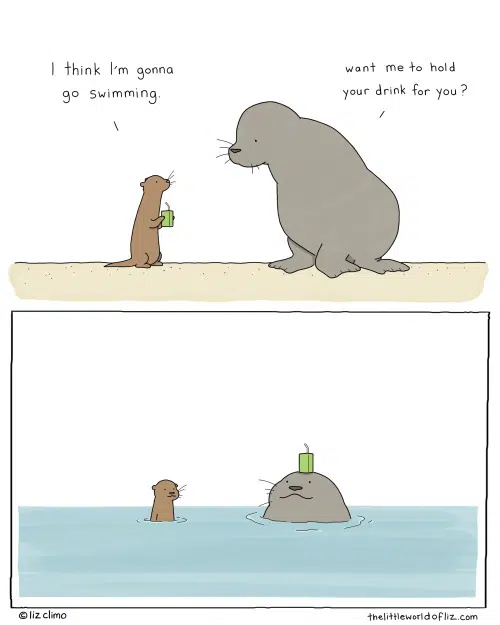 I think I'm gonna
go swimming.
want me to hold
your drink for you?
© liz climo
thelittleworldofliz.com